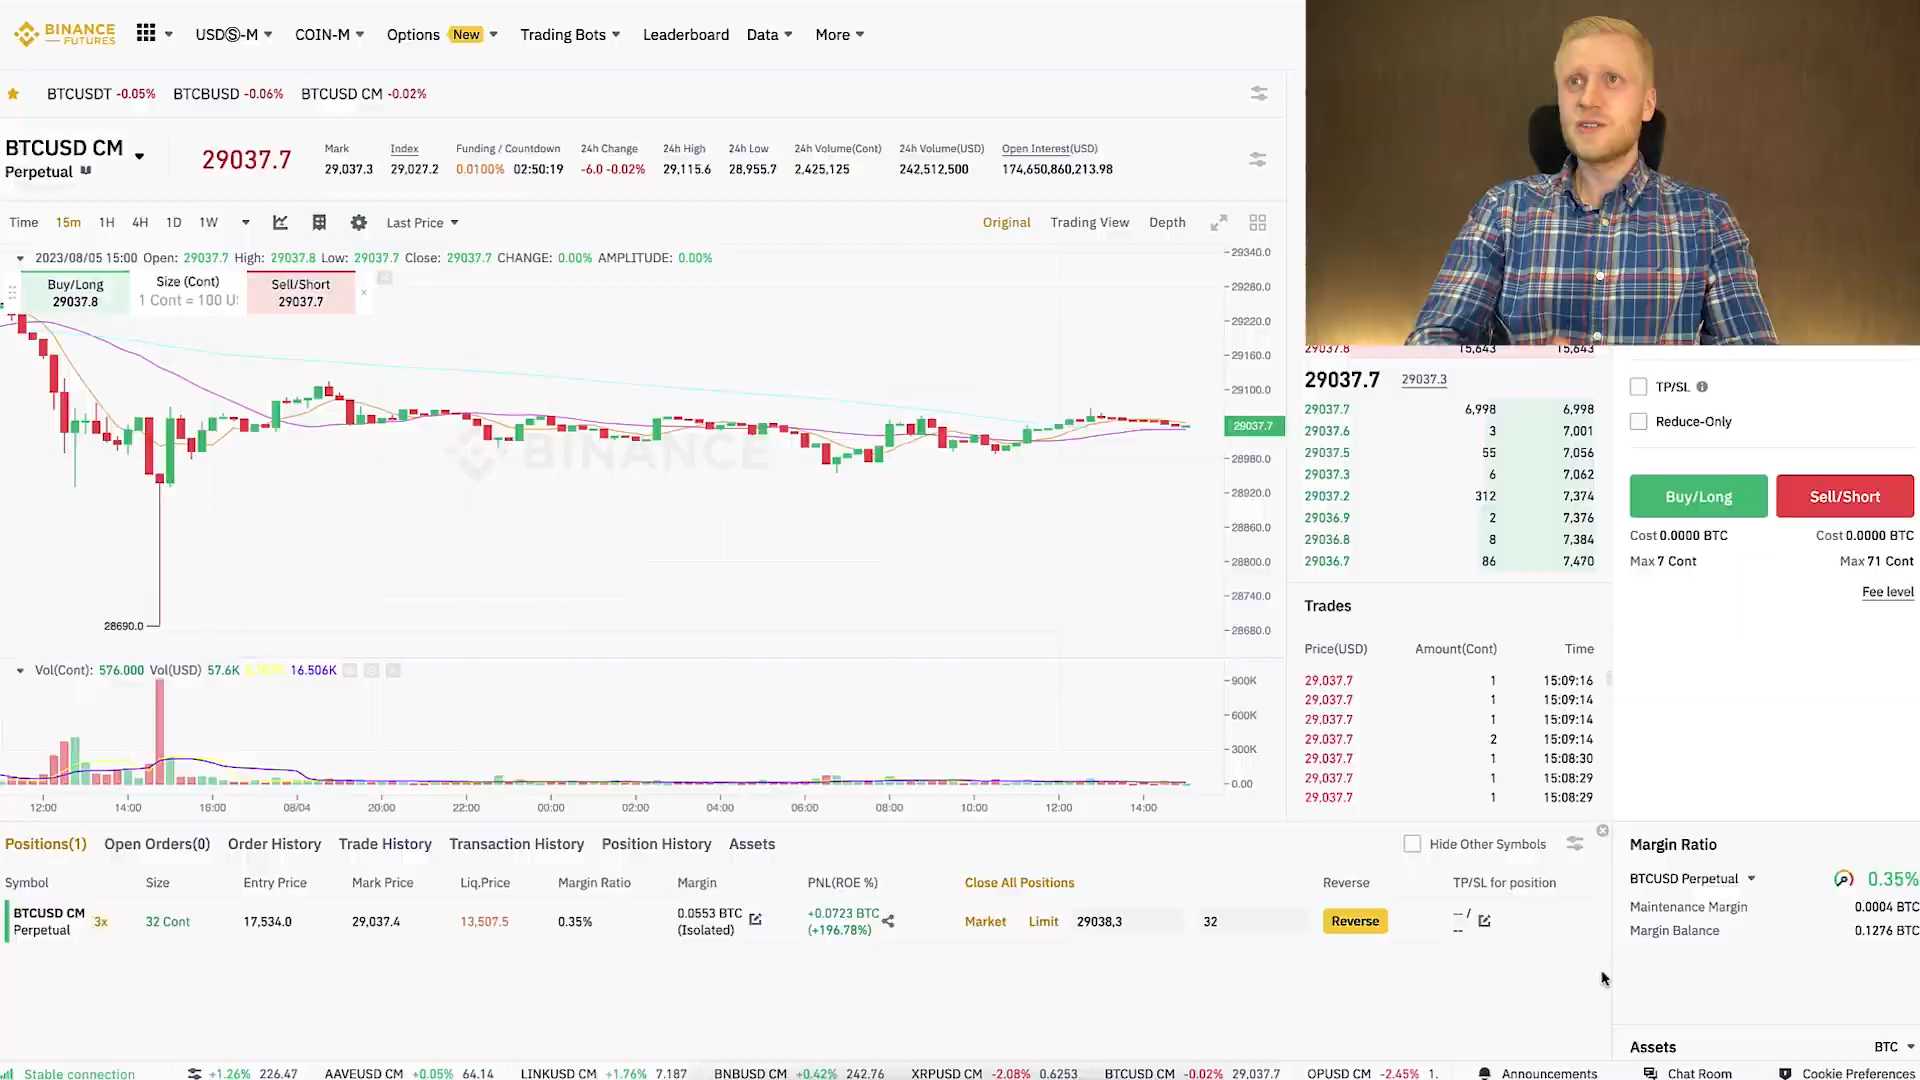 BINANCE
FUTURES
USDⓈ-M
COIN-M
Options New
Trading Bots
Leaderboard
Data
More
BTCUSDT -0.05% BTCBUSD -0.06% BTCUSD CM -0.02%
BTCUSD CM
Perpetual
29037.7
Mark
29,037.3
Index
29,027.2
Funding / Countdown
0.0100% 02:50:19
24h Change
-6.0 -0.02%
24h High
29,115.6
24h Low
28,955.7
24h Volume(Cont)
2,425,125
24h Volume(USD)
242,512,500
Open Interest(USD)
174,650,860,213.98
Time 15m 1H 4H 1D 1W
Last Price
Original Trading View Depth
2023/08/05 15:00 Open: 29037.7 High: 29037.8 Low: 29037.7 Close: 29037.7 CHANGE: 0.00% AMPLITUDE: 0.00%
Buy/Long
29037.8
Size (Cont)
1 Cont = 100 U
Sell/Short
29037.7
29340.0
29280.0
29220.0
29160.0
29100.0
29037.7
28980.0
28920.0
28860.0
28800.0
28740.0
28680.0
BINANCE
28690.0
Vol(Cont): 576.000 Vol(USD) 57.6K 16.506K
900K
600K
300K
0.00
12:00 14:00 16:00 08/04 20:00 22:00 00:00 02:00 04:00 06:00 08:00 10:00 12:00 14:00
29037.8 15,643 15,643
29037.7 29037.3
29037.7 6,998 6,998
29037.6 3 7,001
29037.5 55 7,056
29037.3 6 7,062
29037.2 312 7,374
29036.9 2 7,376
29036.8 8 7,384
29036.7 86 7,470
Trades
Price(USD) Amount(Cont) Time
29,037.7 1 15:09:16
29,037.7 1 15:09:14
29,037.7 1 15:09:14
29,037.7 2 15:09:14
29,037.7 1 15:08:30
29,037.7 1 15:08:29
29,037.7 1 15:08:29
TP/SL
Reduce-Only
Buy/Long Sell/Short
Cost 0.0000 BTC Cost 0.0000 BTC
Max 7 Cont Max 71 Cont
Fee level
Positions(1) Open Orders(0) Order History Trade History Transaction History Position History Assets
Hide Other Symbols
Symbol Size Entry Price Mark Price Liq.Price Margin Ratio Margin PNL(ROE %) Close All Positions Reverse TP/SL for position
BTCUSD CM
Perpetual
3x
32 Cont
17,534.0
29,037.4
13,507.5
0.35%
0.0553 BTC
(Isolated)
+0.0723 BTC
(+196.78%)
Market Limit 29038,3 32
Reverse
-- /
--
Margin Ratio
BTCUSD Perpetual 0.35%
Maintenance Margin 0.0004 BTC
Margin Balance 0.1276 BTC
Assets BTC
Stable connection
+1.26% 226.47 AAVEUSD CM +0.05% 64.14 LINKUSD CM +1.76% 7.187 BNBUSD CM +0.42% 242.76 XRPUSD CM -2.08% 0.6253 BTCUSD CM -0.02% 29,037.7 OPUSD CM -2.45% 1.
Announcements Chat Room Cookie Preferences